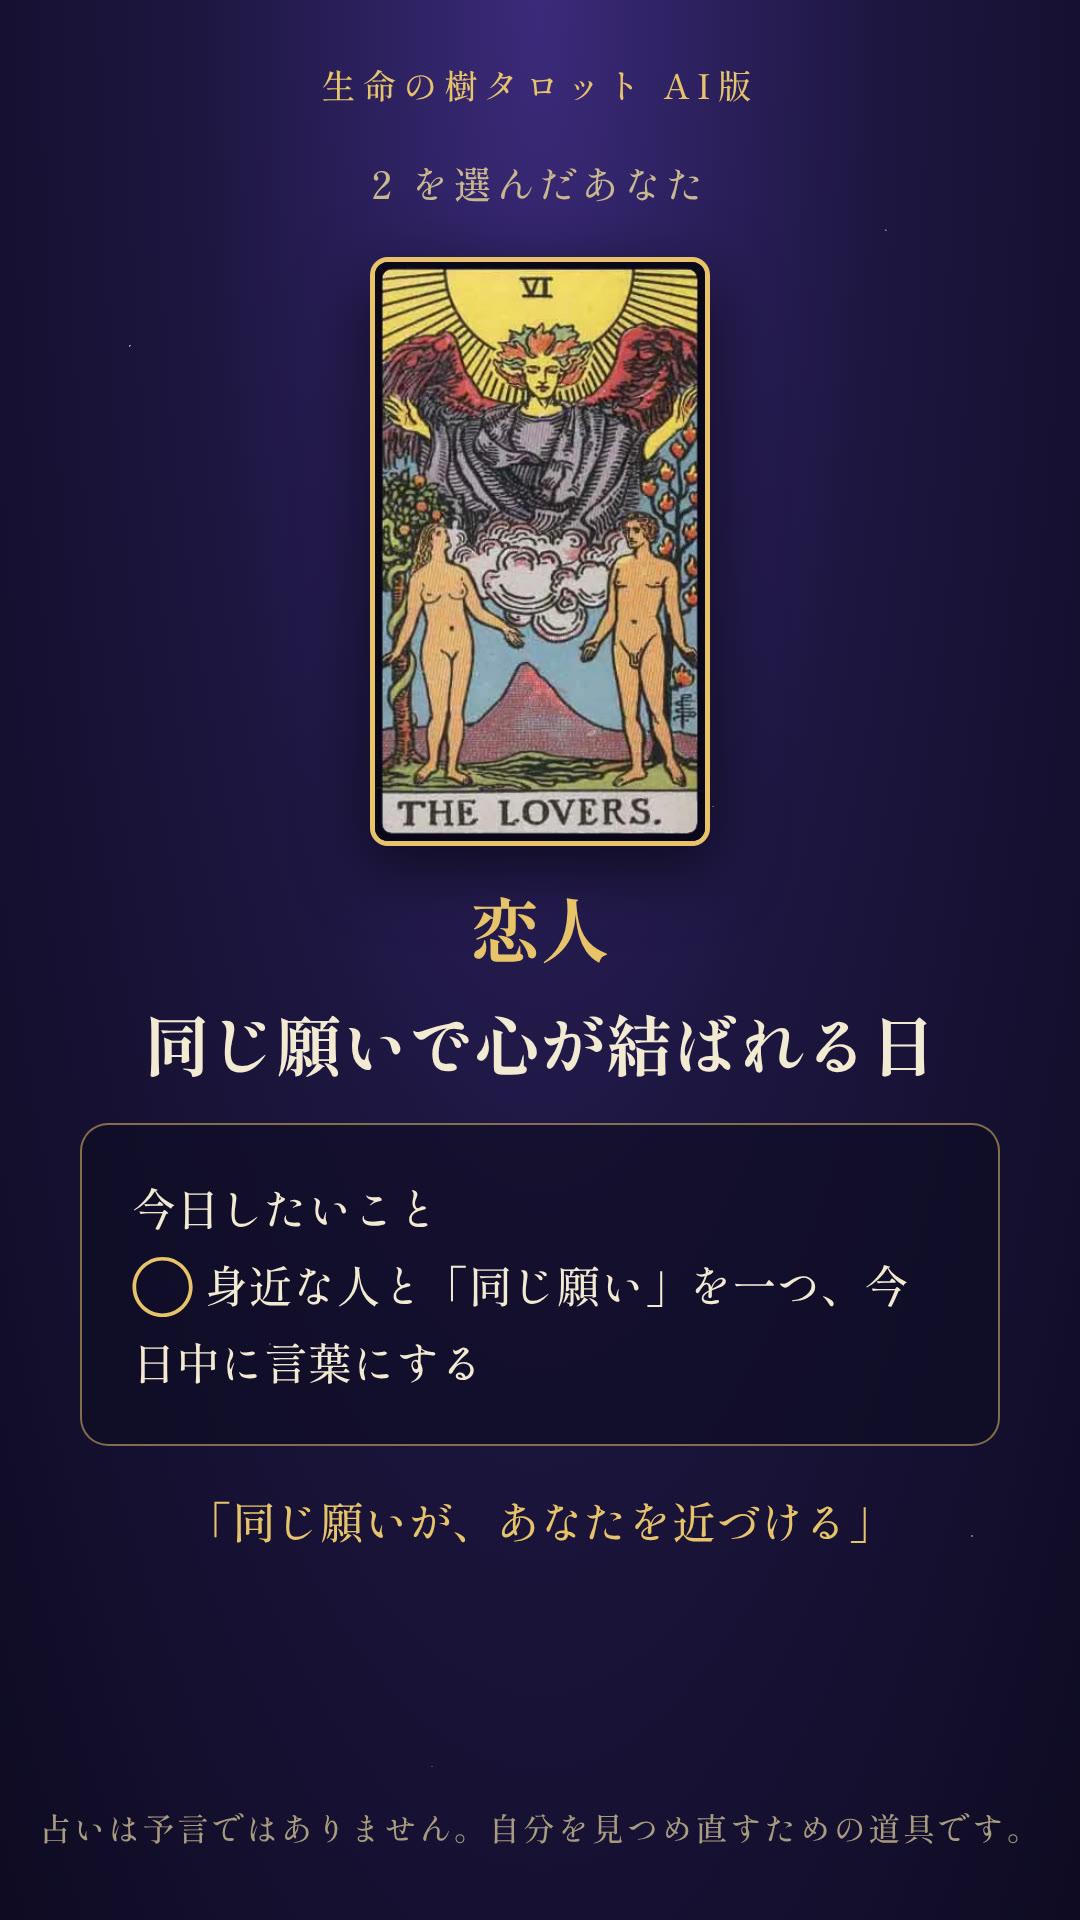 生命の樹タロット AI版
2 を選んだあなた
VI
THE LOVERS.
恋人
同じ願いで心が結ばれる日
今日したいこと
◯ 身近な人と「同じ願い」を一つ、今
日中に言葉にする
「同じ願いが、あなたを近づける」
占いは予言ではありません。自分を見つめ直すための道具です。